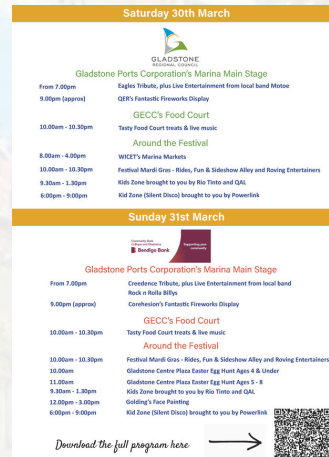 Saturday 30th March
GLADSTONE
REGIONAL COUNCIL
Gladstone Ports Corporation's Marina Main Stage
From 7.00pm Eagles Tribute, plus Live Entertainment from local band Motoe
9.00pm (approx) QER's Fantastic Fireworks Display
GECC's Food Court
10.00am - 10.30pm Tasty Food Court treats & live music
Around the Festival
8.00am - 4.00pm WICET's Marina Markets
10.00am - 10.30pm Festival Mardi Gras - Rides, Fun & Sideshow Alley and Roving Entertainers
9.30am - 1.30pm Kids Zone brought to you by Rio Tinto and QAL
6:00pm - 9:00pm Kid Zone (Silent Disco) brought to you by Powerlink
Sunday 31st March
Bendigo Bank
Gladstone Ports Corporation's Marina Main Stage
From 7.00pm Creedence Tribute, plus Live Entertainment from local band
Rock n Rolla Billys
9.00pm (approx) Corehesion's Fantastic Fireworks Display
GECC's Food Court
10.00am - 10.30pm Tasty Food Court treats & live music
Around the Festival
10.00am - 10.30pm Festival Mardi Gras - Rides, Fun & Sideshow Alley and Roving Entertainers
10.00am Gladstone Centre Plaza Easter Egg Hunt Ages 4 & Under
11.00am Gladstone Centre Plaza Easter Egg Hunt Ages 5 - 8
9.30am - 1.30pm Kids Zone brought to you by Rio Tinto and QAL
12.00pm - 3.00pm Golding's Face Painting
6:00pm - 9:00pm Kid Zone (Silent Disco) brought to you by Powerlink
Download the full program here